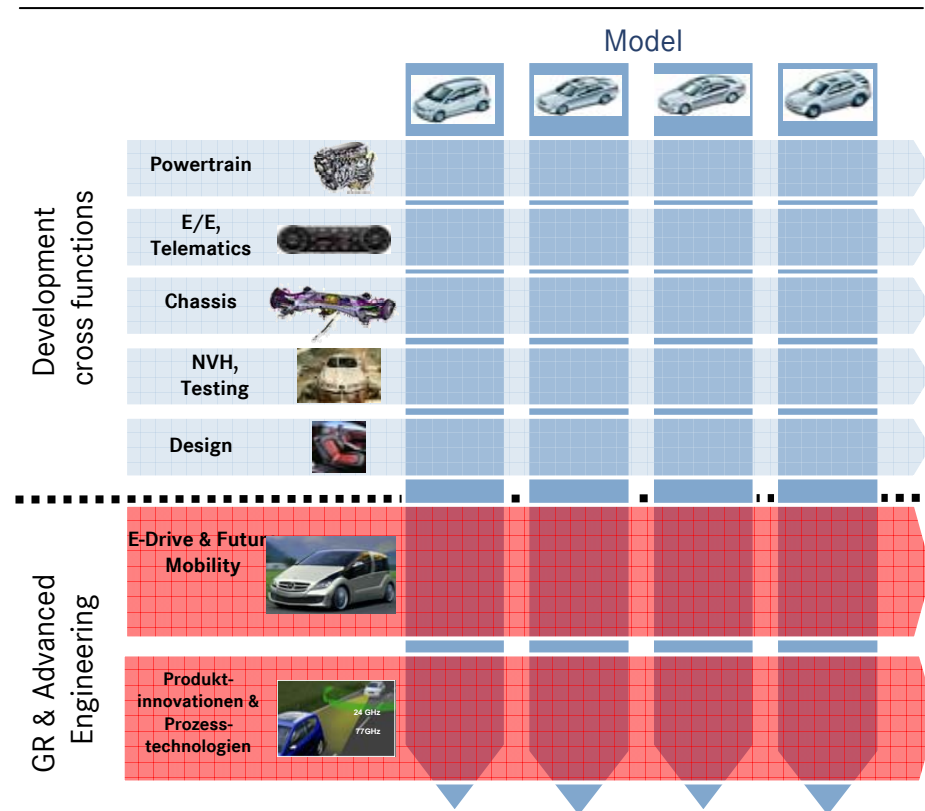 Model
Development
cross functions
Powertrain
E/E,
Telematics
Chassis
NVH,
Testing
Design
GR & Advanced
Engineering
E-Drive & Futur
Mobility
Produkt-
innovationen &
Prozess-
technologien
24 GHz
77GHz